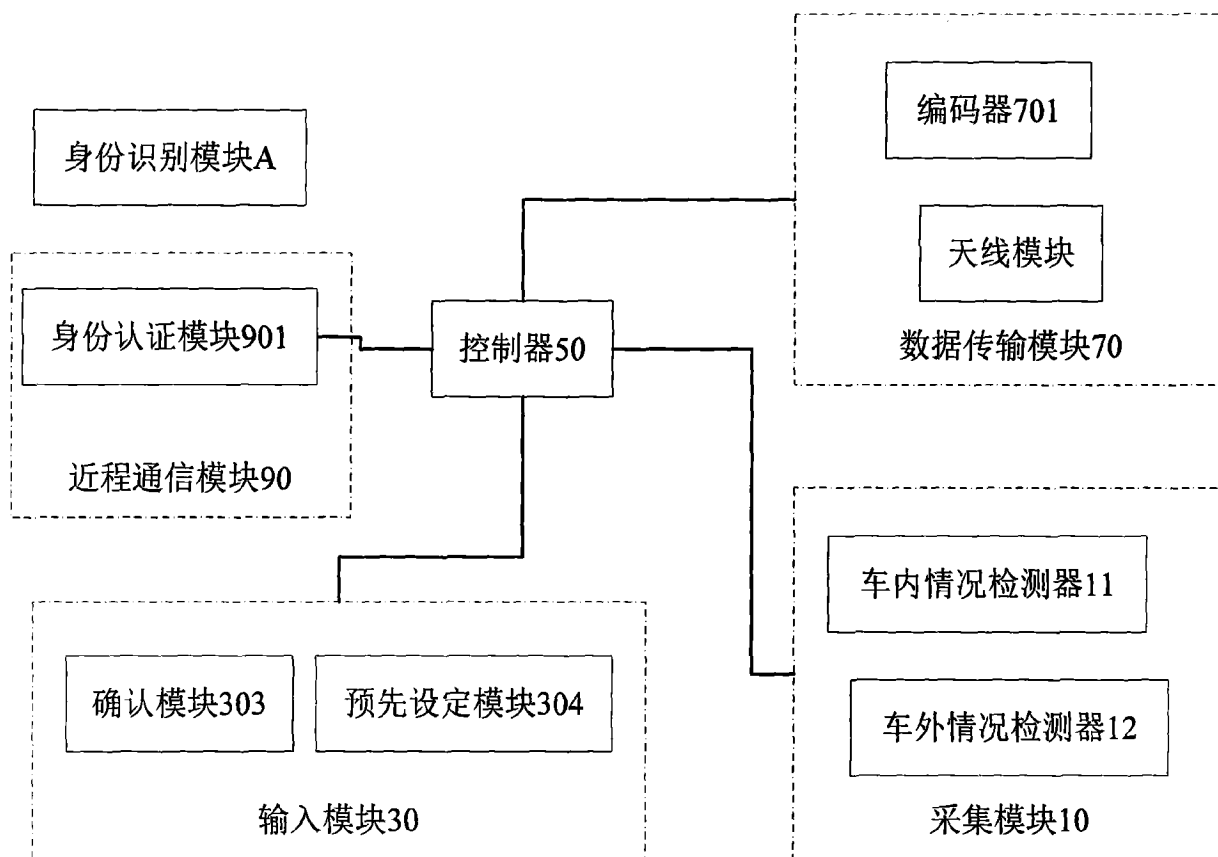 编码器701
身份识别模块A
天线模块
身份认证模块901
控制器50
数据传输模块70
近程通信模块90
车内情况检测器11
确认模块303
预先设定模块304
车外情况检测器12
输入模块30
采集模块10